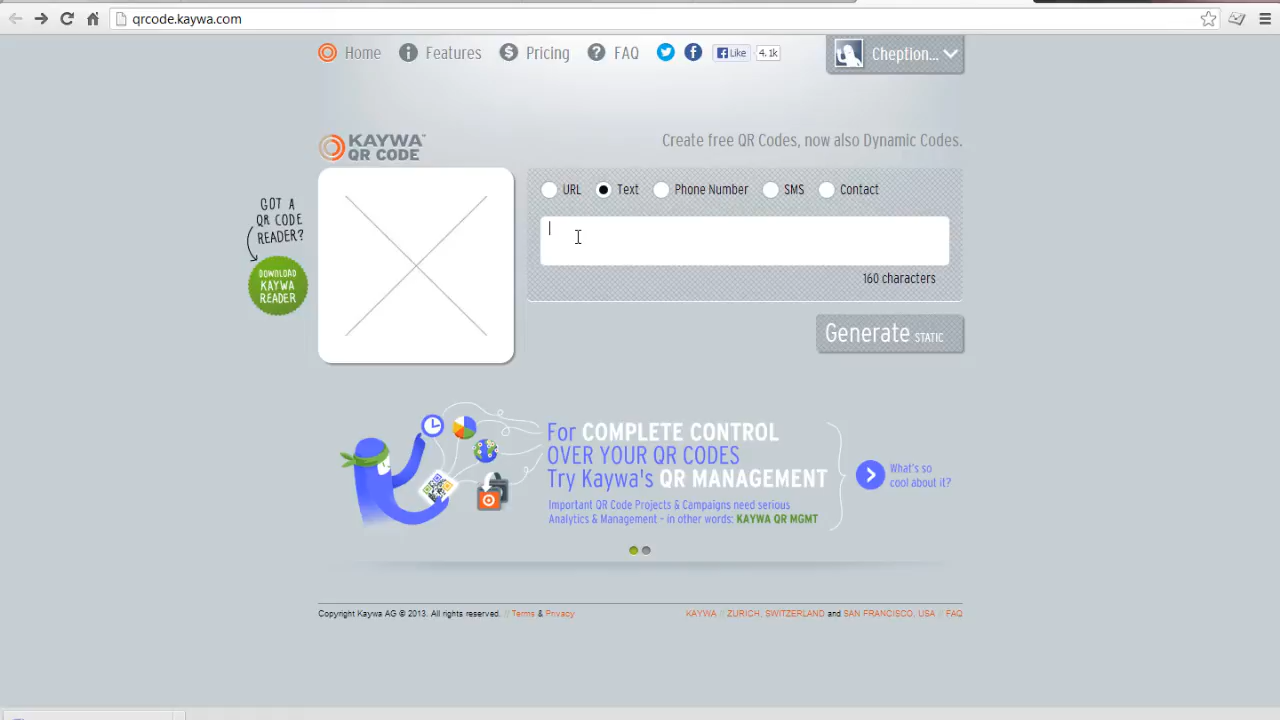 qrcode.kaywa.com
Home Features Pricing FAQ Like 4.1k Cheption...
KAYWA™
QR CODE
Create free QR Codes, now also Dynamic Codes.
GOT A
QR CODE
READER?
DOWNLOAD
KAYWA
READER
URL Text Phone Number SMS Contact
160 characters
Generate STATIC
For COMPLETE CONTROL
OVER YOUR QR CODES
Try Kaywa's QR MANAGEMENT
Important QR Code Projects & Campaigns need serious
Analytics & Management – in other words: KAYWA QR MGMT
What's so
cool about it?
Copyright Kaywa AG © 2013. All rights reserved. // Terms & Privacy
KAYWA // ZURICH, SWITZERLAND and SAN FRANCISCO, USA // FAQ